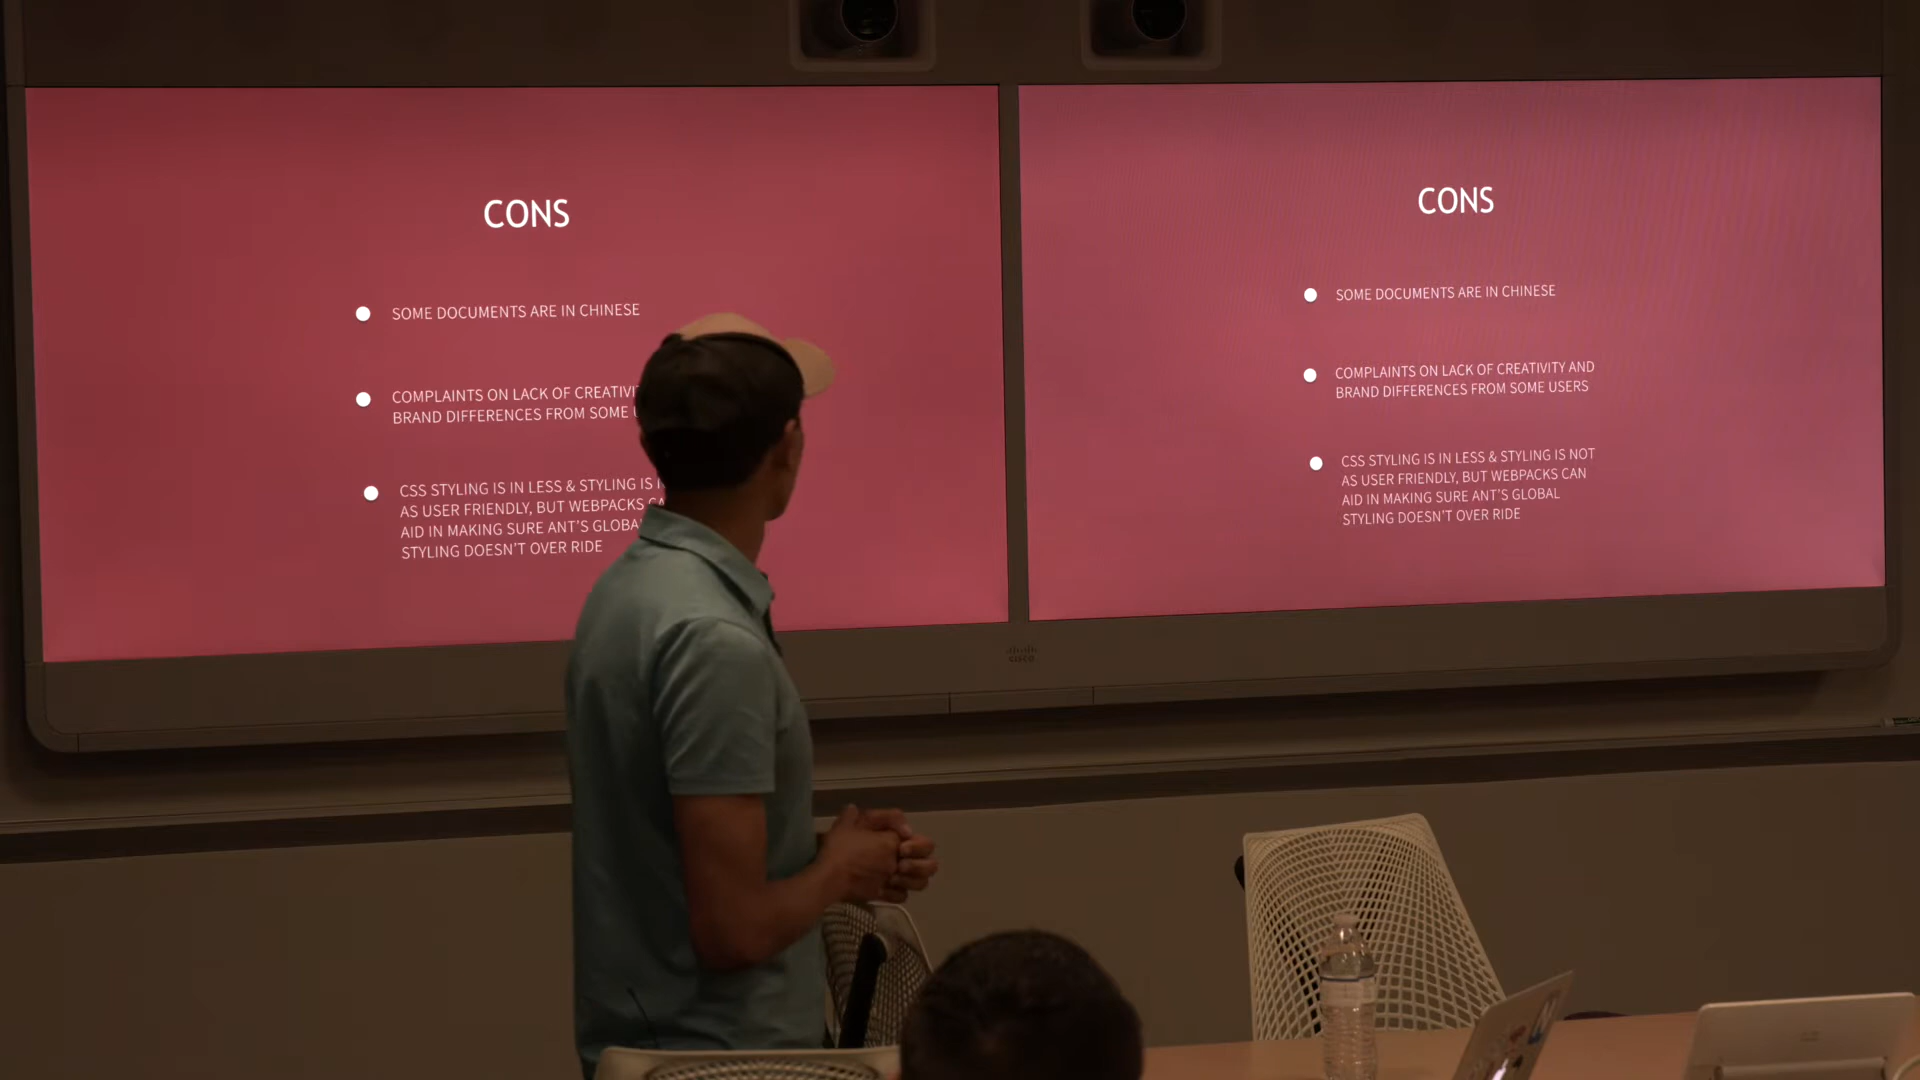 CONS
SOME DOCUMENTS ARE IN CHINESE
COMPLAINTS ON LACK OF
BRAND DIFFERENCES FROM SOME
CSS STYLING IS IN LESS & STYLING IS
AS USER FRIENDLY, BUT WEBPACKS
AID IN MAKING SURE ANT'S
STYLING DOESN'T OVER RIDE
CONS
SOME DOCUMENTS ARE IN CHINESE
COMPLAINTS ON LACK OF CREATIVITY AND
BRAND DIFFERENCES FROM SOME USERS
CSS STYLING IS IN LESS & STYLING IS NOT
AS USER FRIENDLY, BUT WEBPACKS CAN
AID IN MAKING SURE ANT'S GLOBAL
STYLING DOESN'T OVER RIDE
CISCO